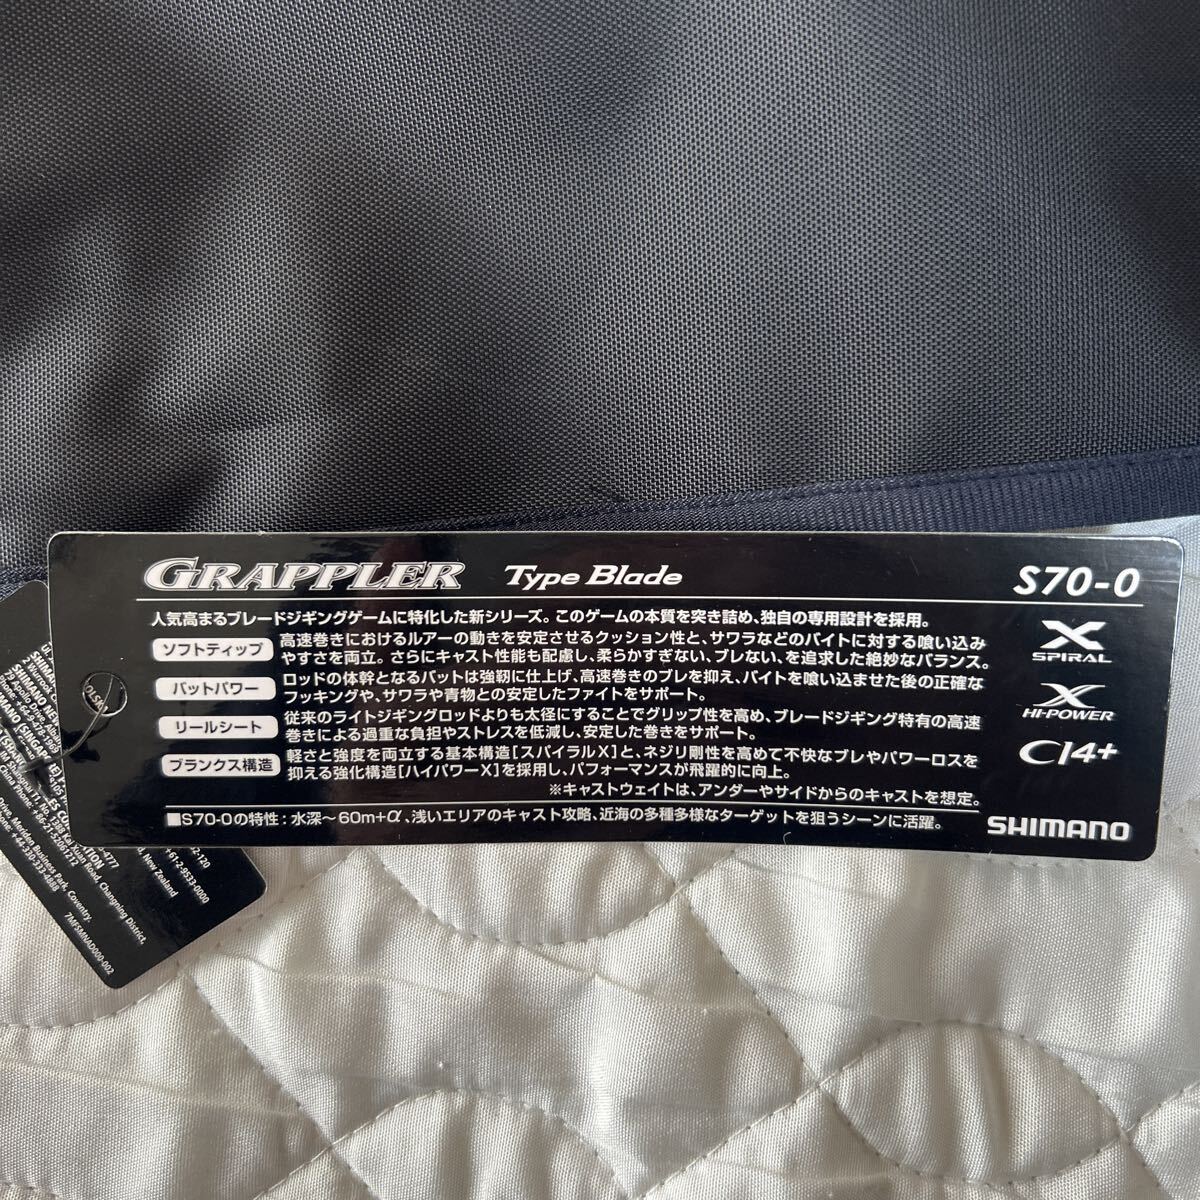 GRAPPLER Type Blade S70-0
人気高まるブレードジギングゲームに特化した新シリーズ。このゲームの本質を突き詰め、独自の専用設計を採用。
ソフトティップ 高速巻きにおけるルアーの動きを安定させるクッション性と、サワラなどのバイトに対する喰い込み
やすさを両立。さらにキャスト性能も配慮し、柔らかすぎない、ブレない、を追求した絶妙なバランス。
バットパワー ロッドの体幹となるバットは強靭に仕上げ、高速巻きのブレを抑え、バイトを喰い込ませた後の正確な
フッキングや、サワラや青物との安定したファイトをサポート。
リールシート 従来のライトジギングロッドよりも太径にすることでグリップ性を高め、ブレードジギング特有の高速
巻きによる過重な負担やストレスを低減し、安定した巻きをサポート。
ブランクス構造 軽さと強度を両立する基本構造[スパイラルX]と、ネジリ剛性を高めて不快なブレやパワーロスを
抑える強化構造[ハイパワーX]を採用し、パフォーマンスが飛躍的に向上。
※キャストウェイトは、アンダーやサイドからのキャストを想定。
■S70-0の特性:水深～60m+α、浅いエリアのキャスト攻略、近海の多種多様なターゲットを狙うシーンに活躍。
X
SPIRAL
X
HI-POWER
CI4+
SHIMANO
New Zealand
+61-2-9533-0000
Changning District,
+86-21-52061212
Meridian Business Park, Coventry.
+44-330-333-4888
7MFSMNAD000-002